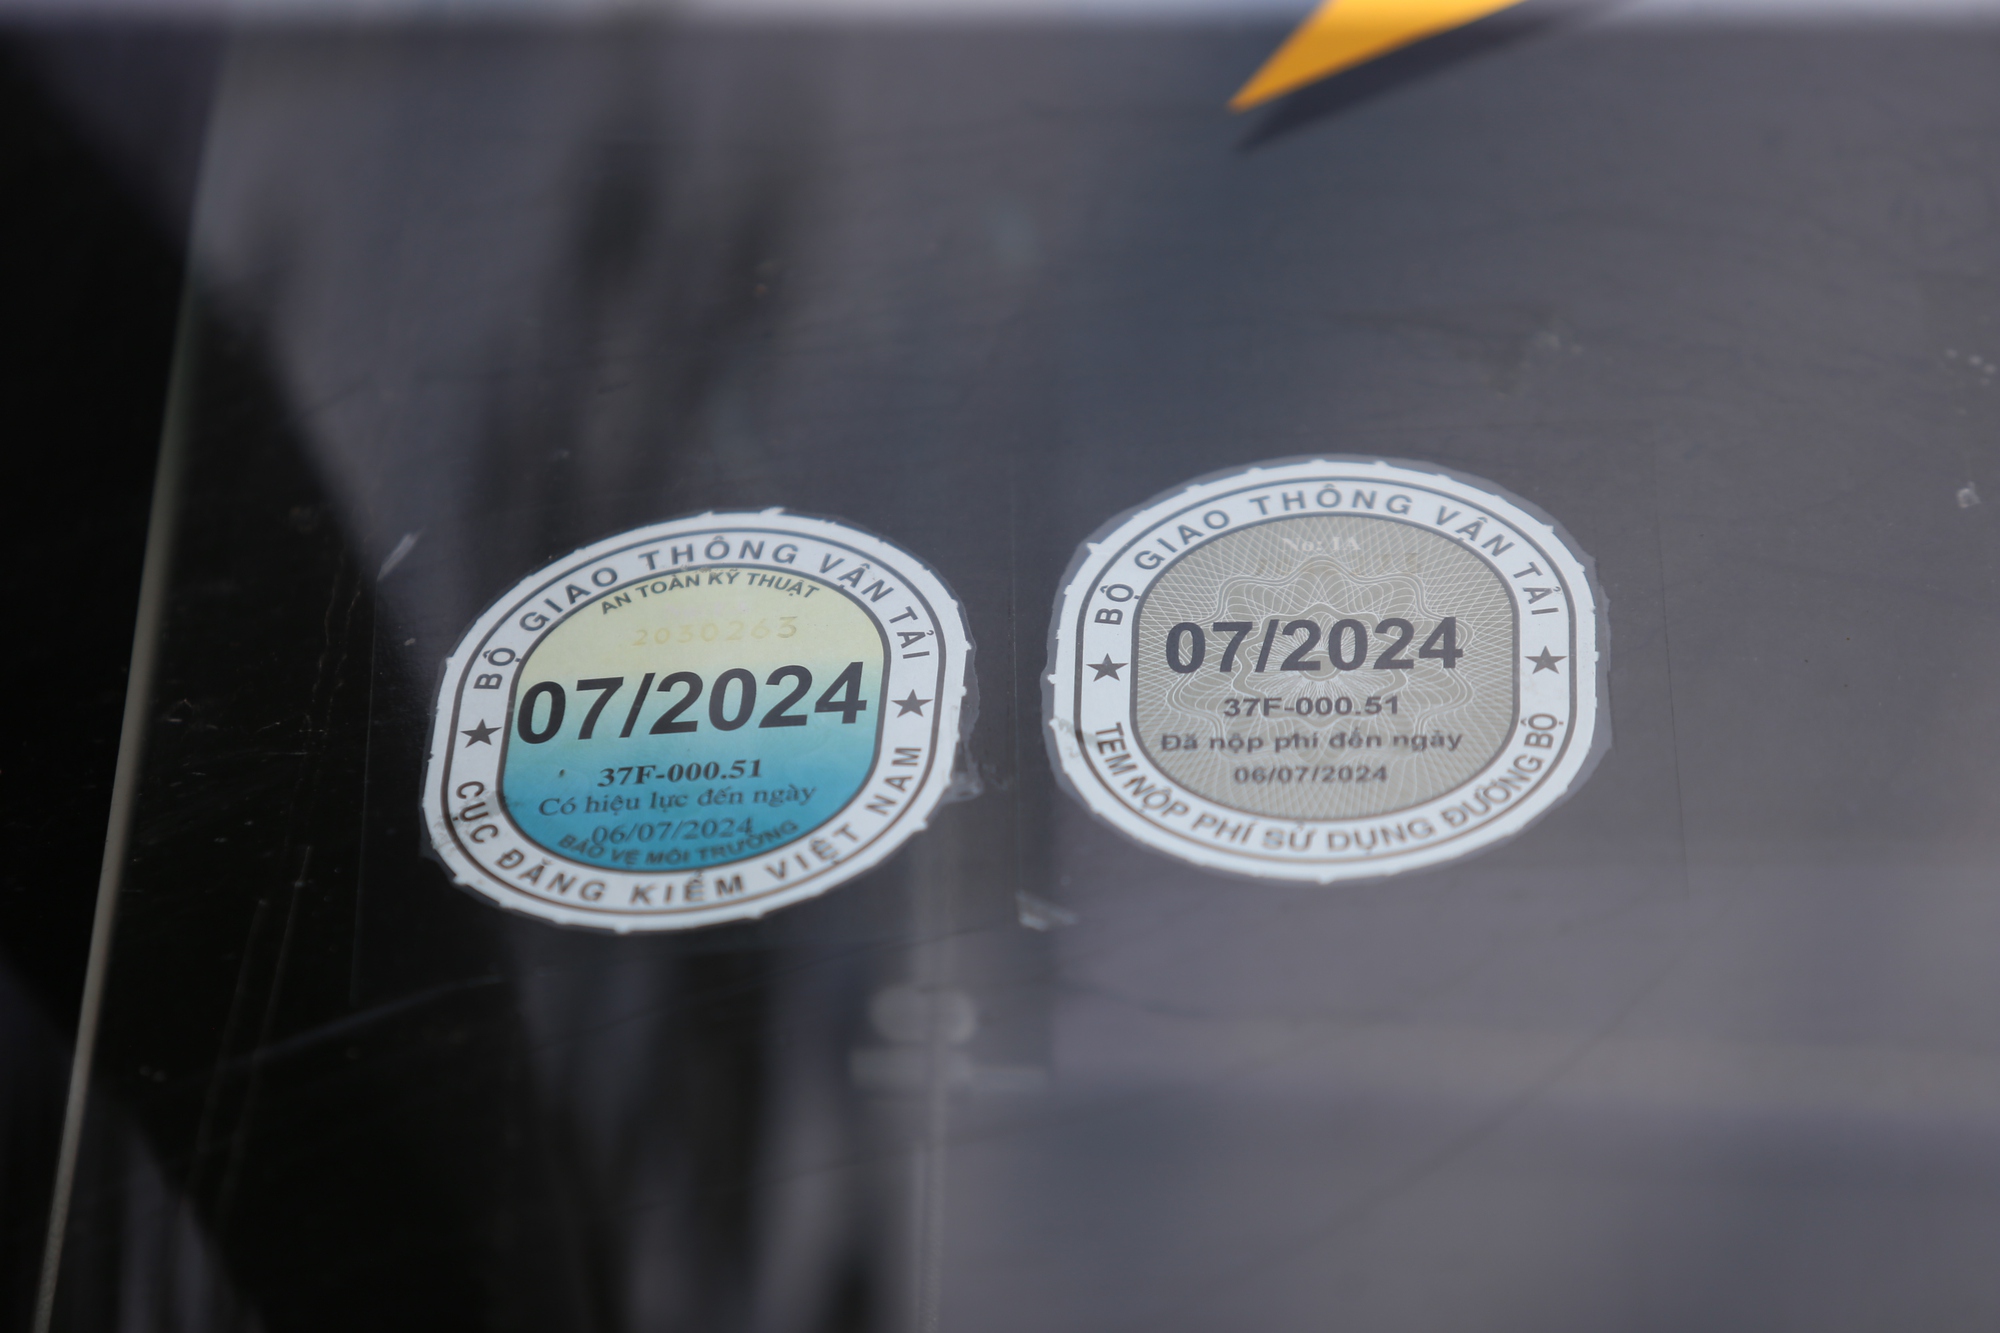 BỘ GIAO THÔNG VẬN TẢI
AN TOÀN KỸ THUẬT
2030263
07/2024
37F-000.51
Có hiệu lực đến ngày
06/07/2024
BẢO VỆ MÔI TRƯỜNG
★ CỤC ĐĂNG KIỂM VIỆT NAM ★
BỘ GIAO THÔNG VẬN TẢI
No: IA
07/2024
37F-000.51
Đã nộp phí đến ngày
06/07/2024
★ TEM NỘP PHÍ SỬ DỤNG ĐƯỜNG BỘ ★